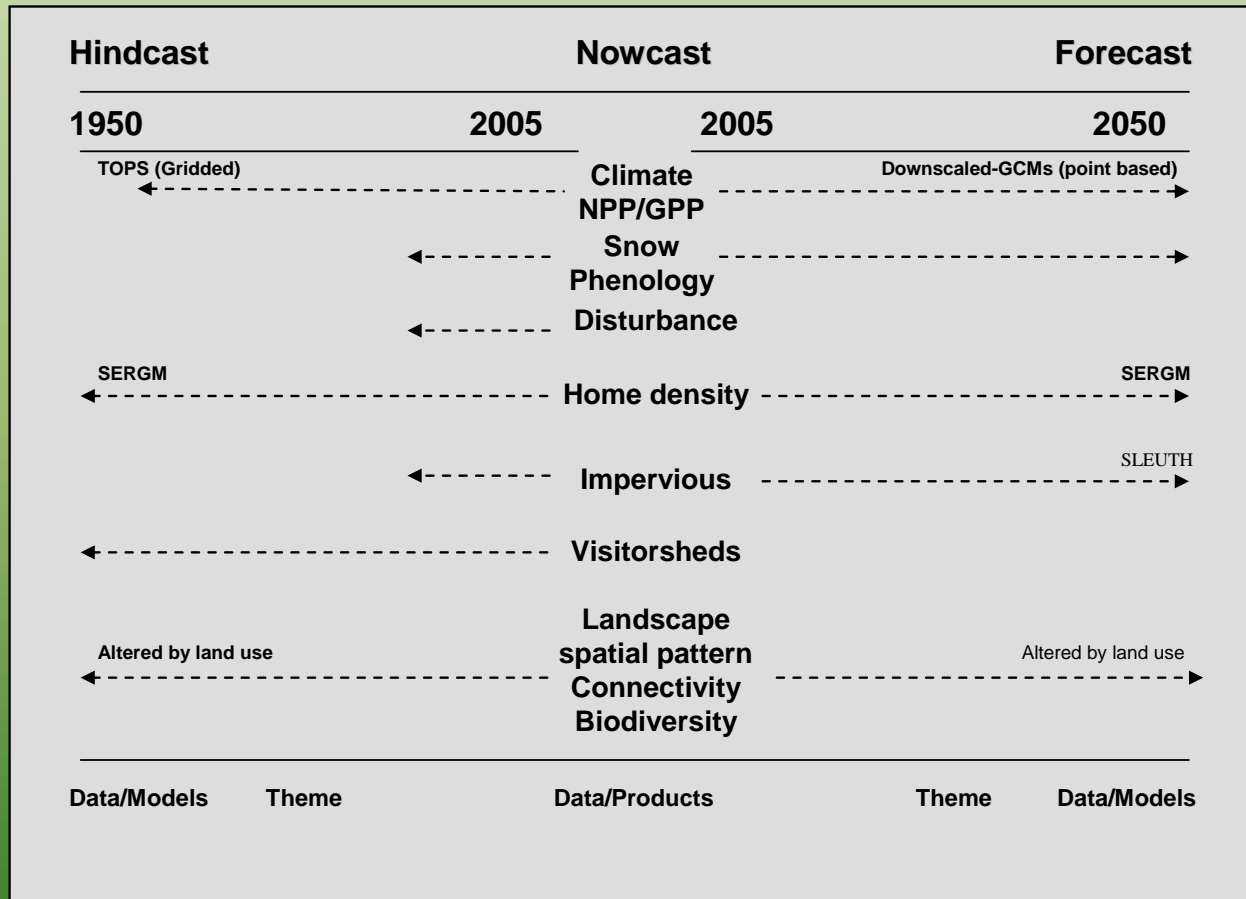 Hindcast Nowcast Forecast
1950 2005 2005 2050
TOPS (Gridded) Climate Downscaled-GCMs (point based)
NPP/GPP
Snow
Phenology
Disturbance
SERGM Home density SERGM
Impervious SLEUTH
Visitorsheds
Landscape
Altered by land use spatial pattern Altered by land use
Connectivity
Biodiversity
Data/Models Theme Data/Products Theme Data/Models